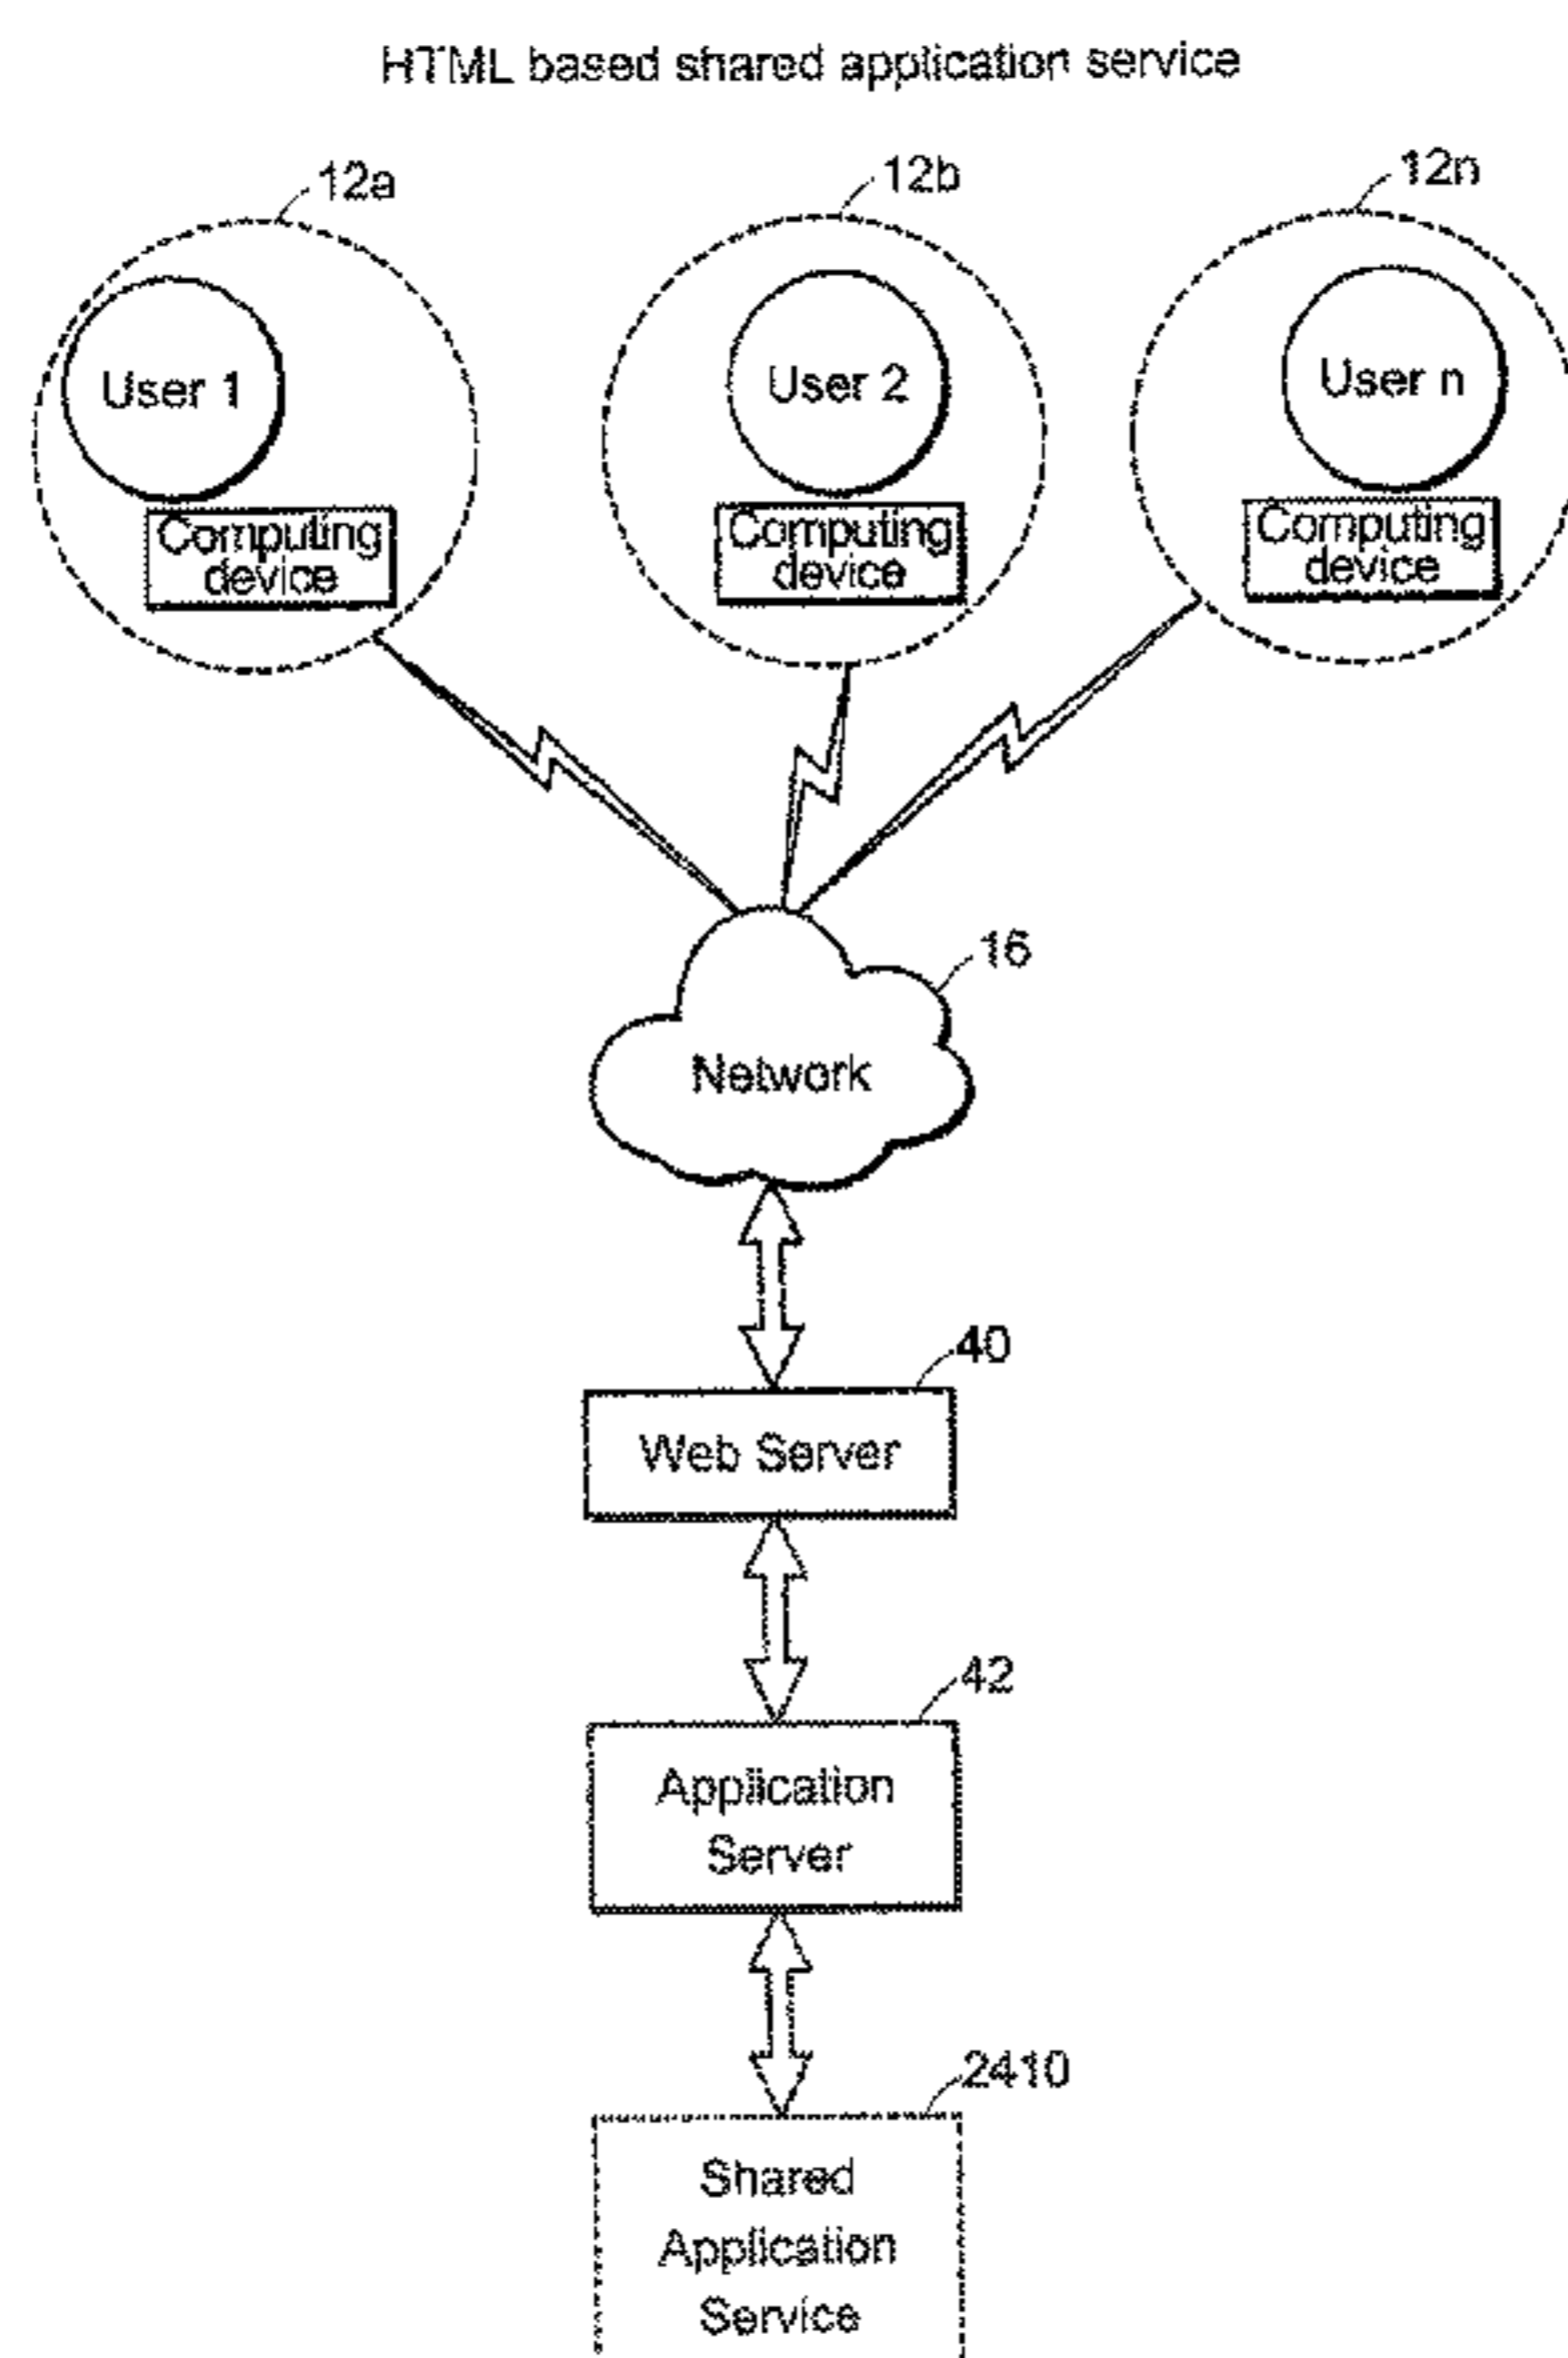 HTML based shared application service
12a
12b
12n
User 1
User 2
User n
Computing
device
Computing
device
Computing
device
16
Network
40
Web Server
42
Application
Server
2410
Shared
Application
Service